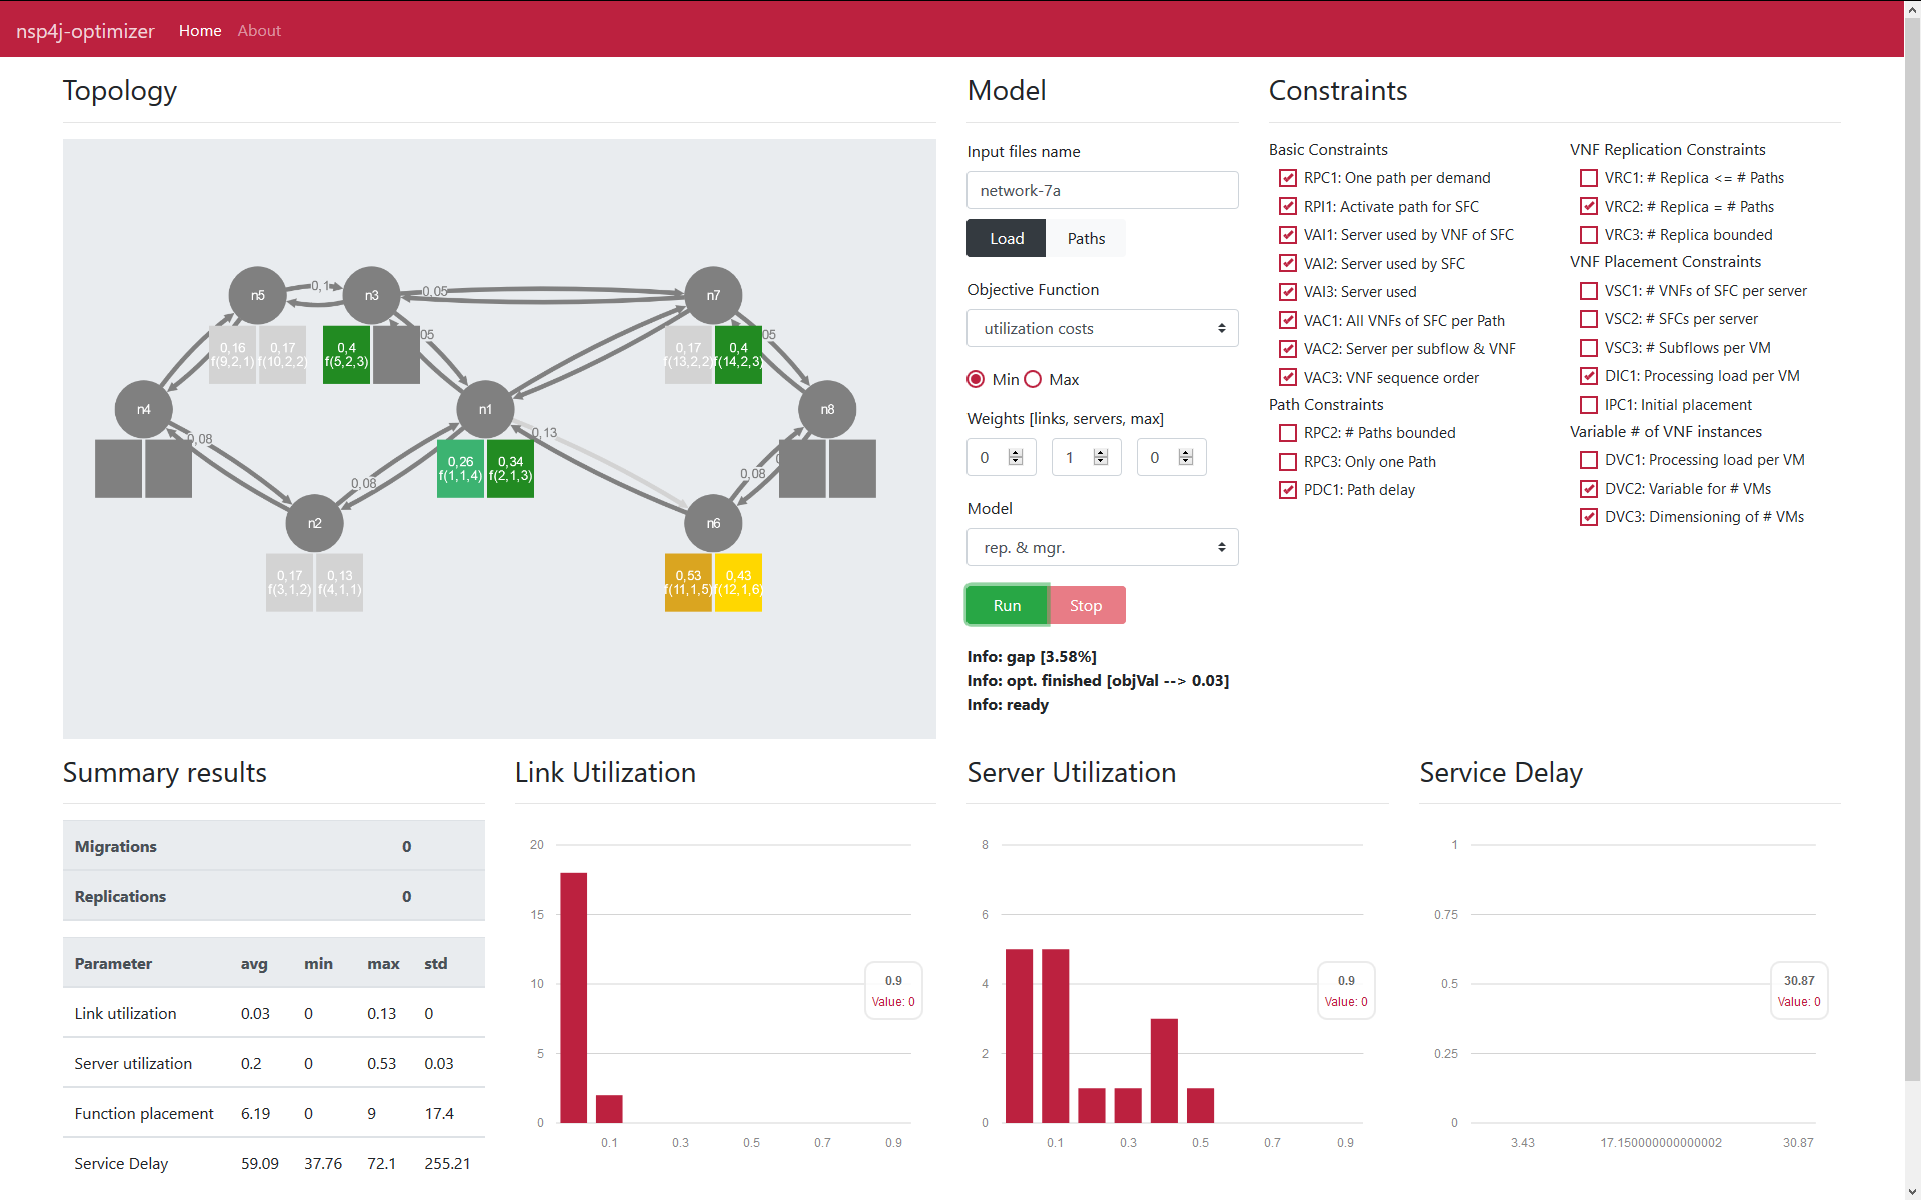 nsp4j-optimizer Home About
Topology
n5
0,1
n3
0,05
n7
0,16
f(9,2,1)
0,17
f(10,2,2)
0,4
f(5,2,3)
05
0,17
f(13,2,2)
0,4
f(14,2,3)
05
n4
n1
n8
0,08
0,13
0,26
f(1,1,4)
0,34
f(2,1,3)
0,08
0,08
n2
n6
0,17
f(3,1,2)
0,13
f(4,1,1)
0,53
f(11,1,5)
0,43
f(12,1,6)
Model
Input files name
network-7a
Load Paths
Objective Function
utilization costs
Min Max
Weights [links, servers, max]
0 1 0
Model
rep. & mgr.
Run Stop
Info: gap [3.58%]
Info: opt. finished [objVal --> 0.03]
Info: ready
Constraints
Basic Constraints
RPC1: One path per demand
RPI1: Activate path for SFC
VAI1: Server used by VNF of SFC
VAI2: Server used by SFC
VAI3: Server used
VAC1: All VNFs of SFC per Path
VAC2: Server per subflow & VNF
VAC3: VNF sequence order
Path Constraints
RPC2: # Paths bounded
RPC3: Only one Path
PDC1: Path delay
VNF Replication Constraints
VRC1: # Replica <= # Paths
VRC2: # Replica = # Paths
VRC3: # Replica bounded
VNF Placement Constraints
VSC1: # VNFs of SFC per server
VSC2: # SFCs per server
VSC3: # Subflows per VM
DIC1: Processing load per VM
IPC1: Initial placement
Variable # of VNF instances
DVC1: Processing load per VM
DVC2: Variable for # VMs
DVC3: Dimensioning of # VMs
Summary results
Migrations 0
Replications 0
Parameter avg min max std
Link utilization 0.03 0 0.13 0
Server utilization 0.2 0 0.53 0.03
Function placement 6.19 0 9 17.4
Service Delay 59.09 37.76 72.1 255.21
Link Utilization
20
15
10
5
0
0.1 0.3 0.5 0.7 0.9
0.9
Value: 0
Server Utilization
8
6
4
2
0
0.1 0.3 0.5 0.7 0.9
0.9
Value: 0
Service Delay
1
0.75
0.5
0.25
0
3.43 17.150000000000002 30.87
30.87
Value: 0